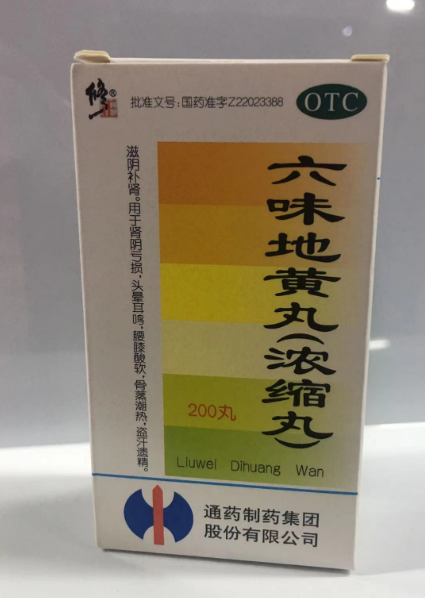 修®
批准文号:国药准字Z22023388
OTC
六味地黄丸(浓缩丸)
滋阴补肾。用于肾阴亏损,头晕耳鸣,腰膝酸软,骨蒸潮热,盗汗遗精。
200丸
Liuwei Dihuang Wan
通药制药集团
股份有限公司